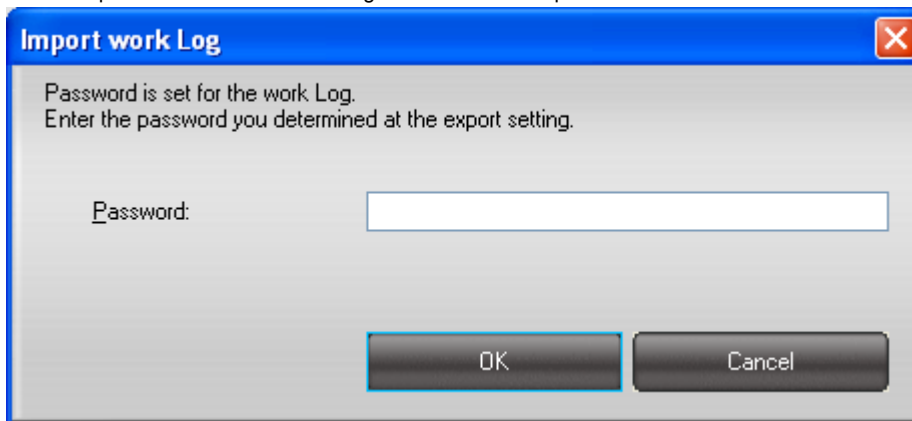 Import work Log
Password is set for the work Log.
Enter the password you determined at the export setting.
Password:
OK Cancel